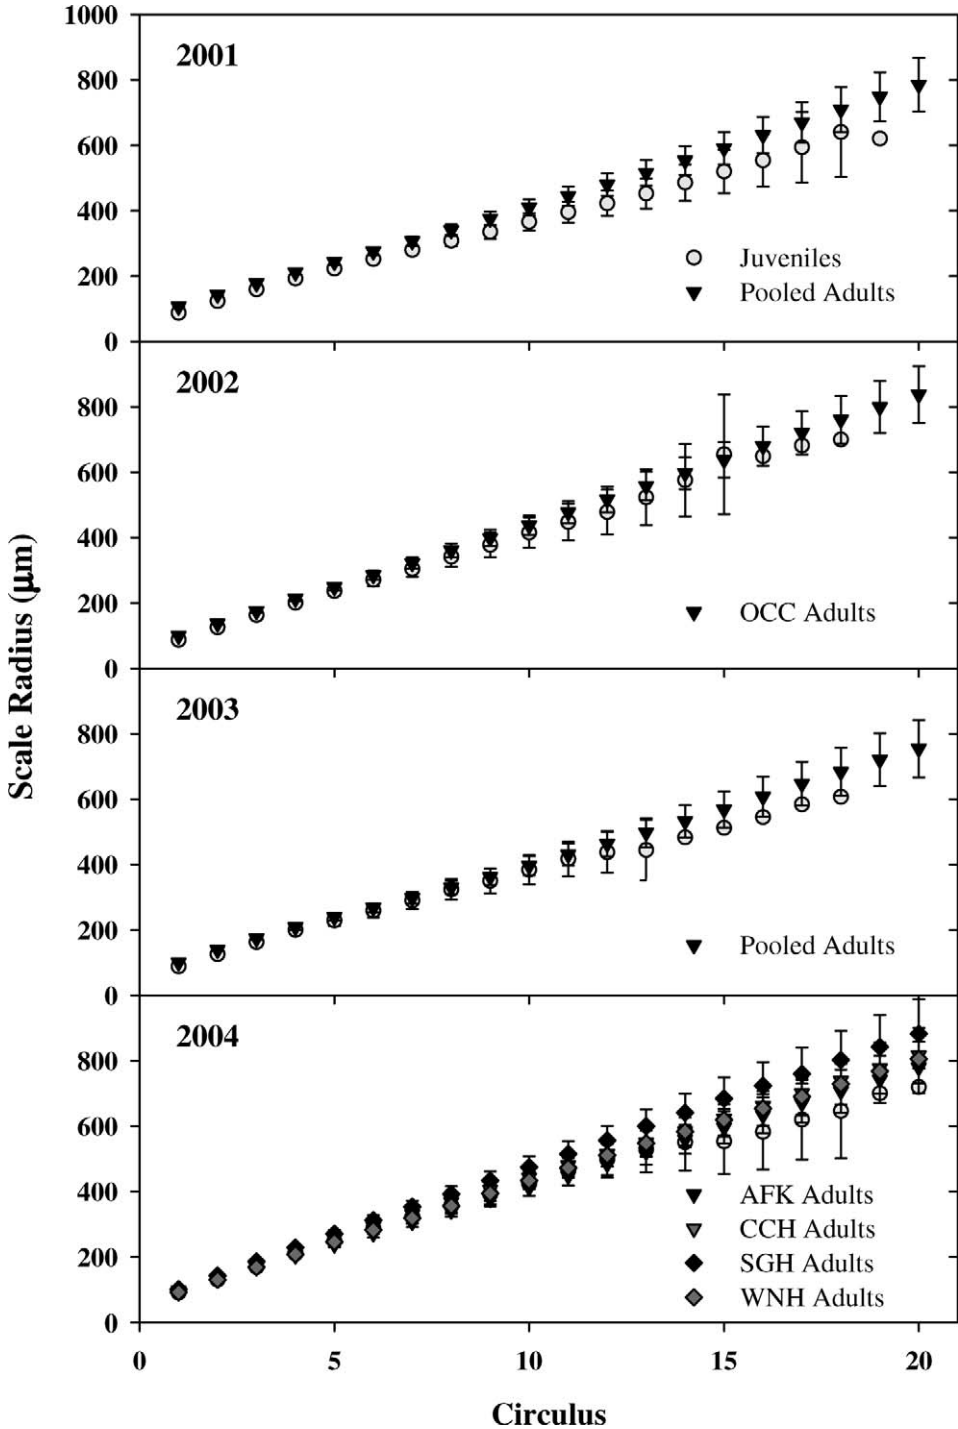 1000
2001
800
600
400
Juveniles
200
Pooled Adults
0
2002
800
600
400
200
OCC Adults
0
2003
800
600
400
200
Pooled Adults
0
2004
800
600
400
AFK Adults
CCH Adults
200
SGH Adults
WNH Adults
0
0 5 10 15 20
Circulus
Scale Radius (μm)